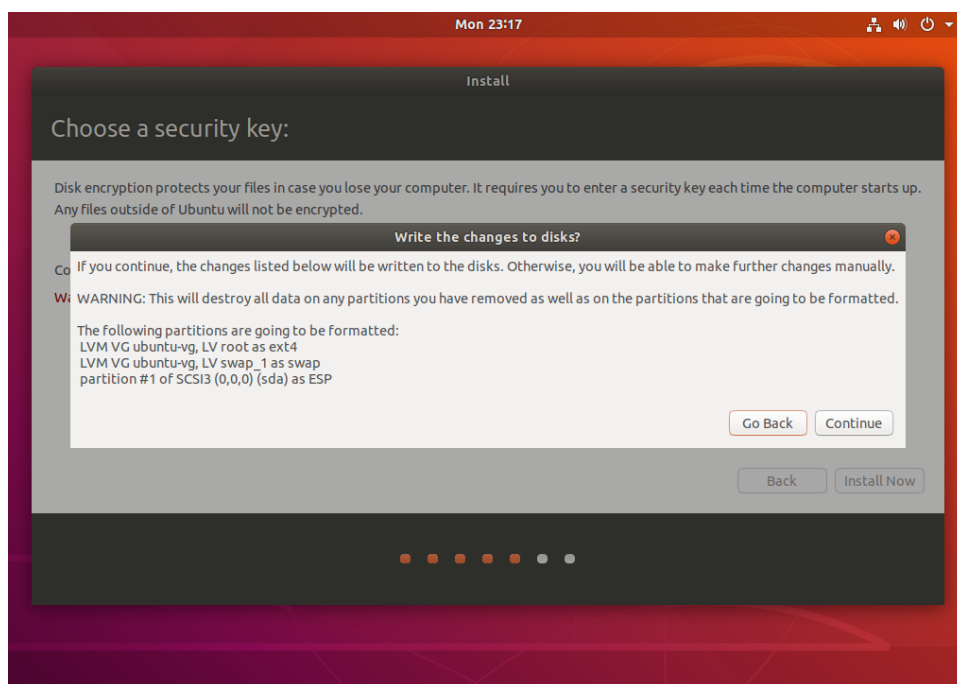 Mon 23:17
Install
Choose a security key:
Disk encryption protects your files in case you lose your computer. It requires you to enter a security key each time the computer starts up.
Any files outside of Ubuntu will not be encrypted.
Write the changes to disks?
Co
If you continue, the changes listed below will be written to the disks. Otherwise, you will be able to make further changes manually.
Wa
WARNING: This will destroy all data on any partitions you have removed as well as on the partitions that are going to be formatted.
The following partitions are going to be formatted:
LVM VG ubuntu-vg, LV root as ext4
LVM VG ubuntu-vg, LV swap_1 as swap
partition #1 of SCSI3 (0,0,0) (sda) as ESP
Go Back
Continue
Back
Install Now